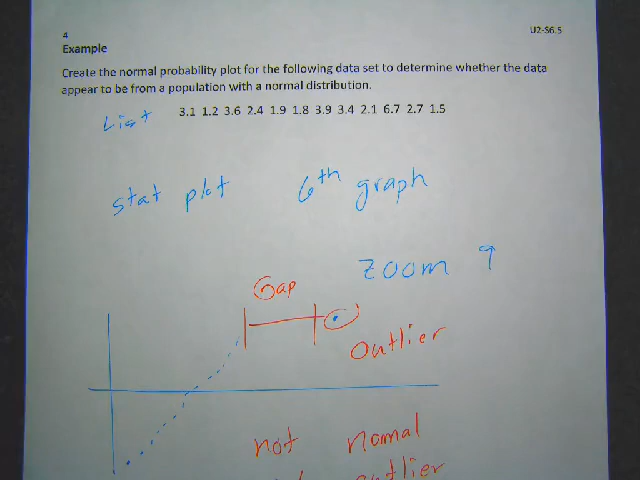 4
U2-S6.5
Example
Create the normal probability plot for the following data set to determine whether the data
appear to be from a population with a normal distribution.
List 3.1 1.2 3.6 2.4 1.9 1.8 3.9 3.4 2.1 6.7 2.7 1.5
stat plot 6th graph
ZOOM 9
Gap
Outlier
not nomal
outlier